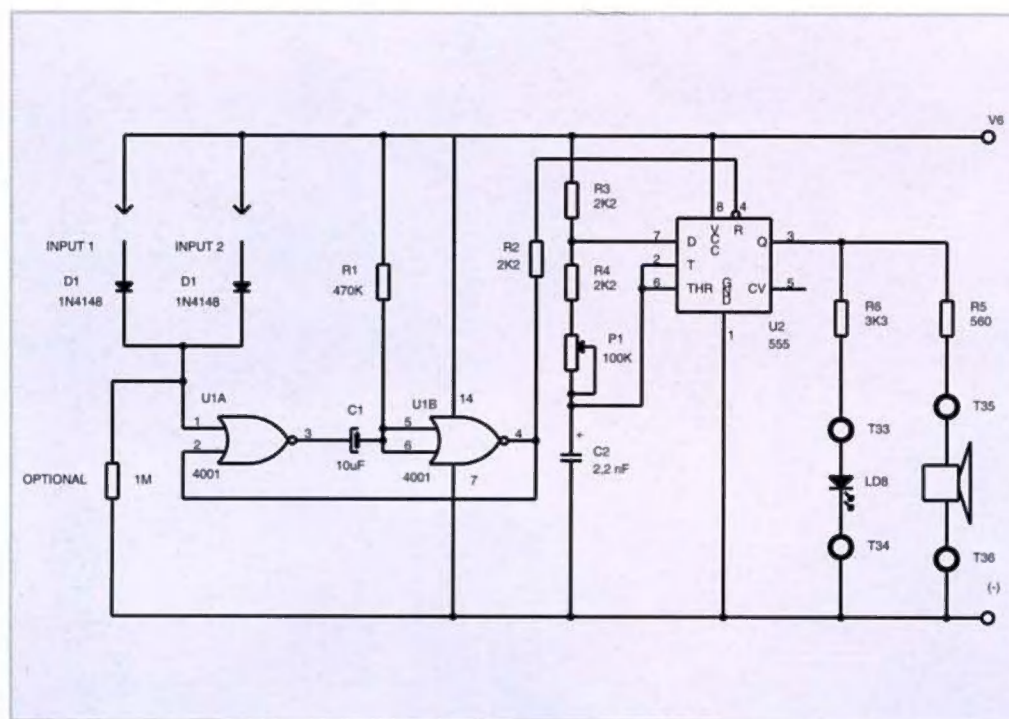 V6
INPUT 1
INPUT 2
D1
1N4148
D1
1N4148
R1
470K
R2
2K2
R3
2K2
R4
2K2
P1
100K
7
2
6
D
T
THR
8
4
VCC
R
GND
Q
CV
3
5
1
U2
555
R6
3K3
R5
560
U1A
1
2
3
4001
C1
10uF
U1B
14
5
6
4
7
4001
C2
2,2 nF
+
OPTIONAL
1M
T33
LD8
T34
T35
T36
(-)